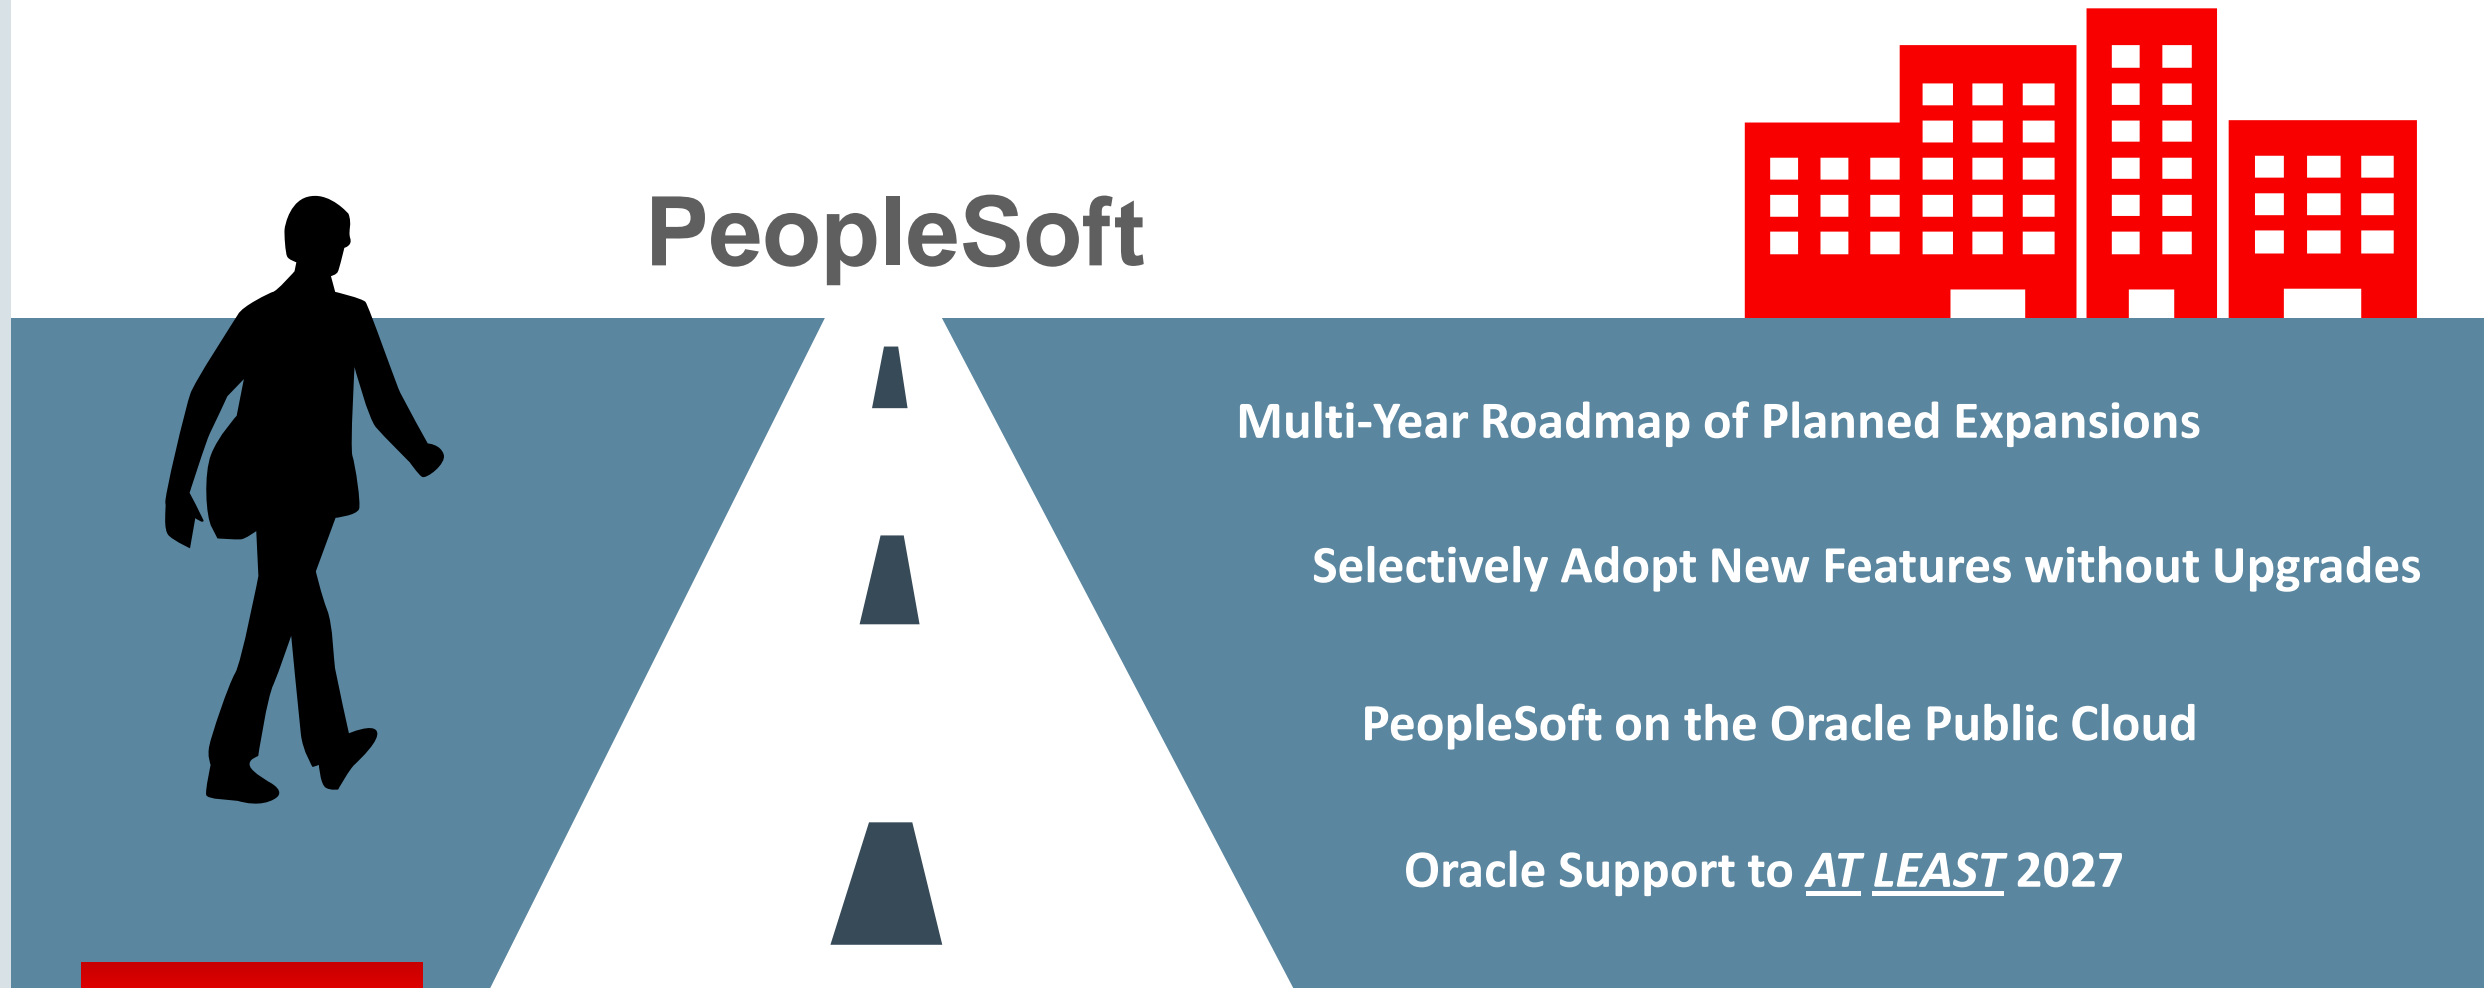 PeopleSoft
Multi-Year Roadmap of Planned Expansions
Selectively Adopt New Features without Upgrades
PeopleSoft on the Oracle Public Cloud
Oracle Support to AT LEAST 2027